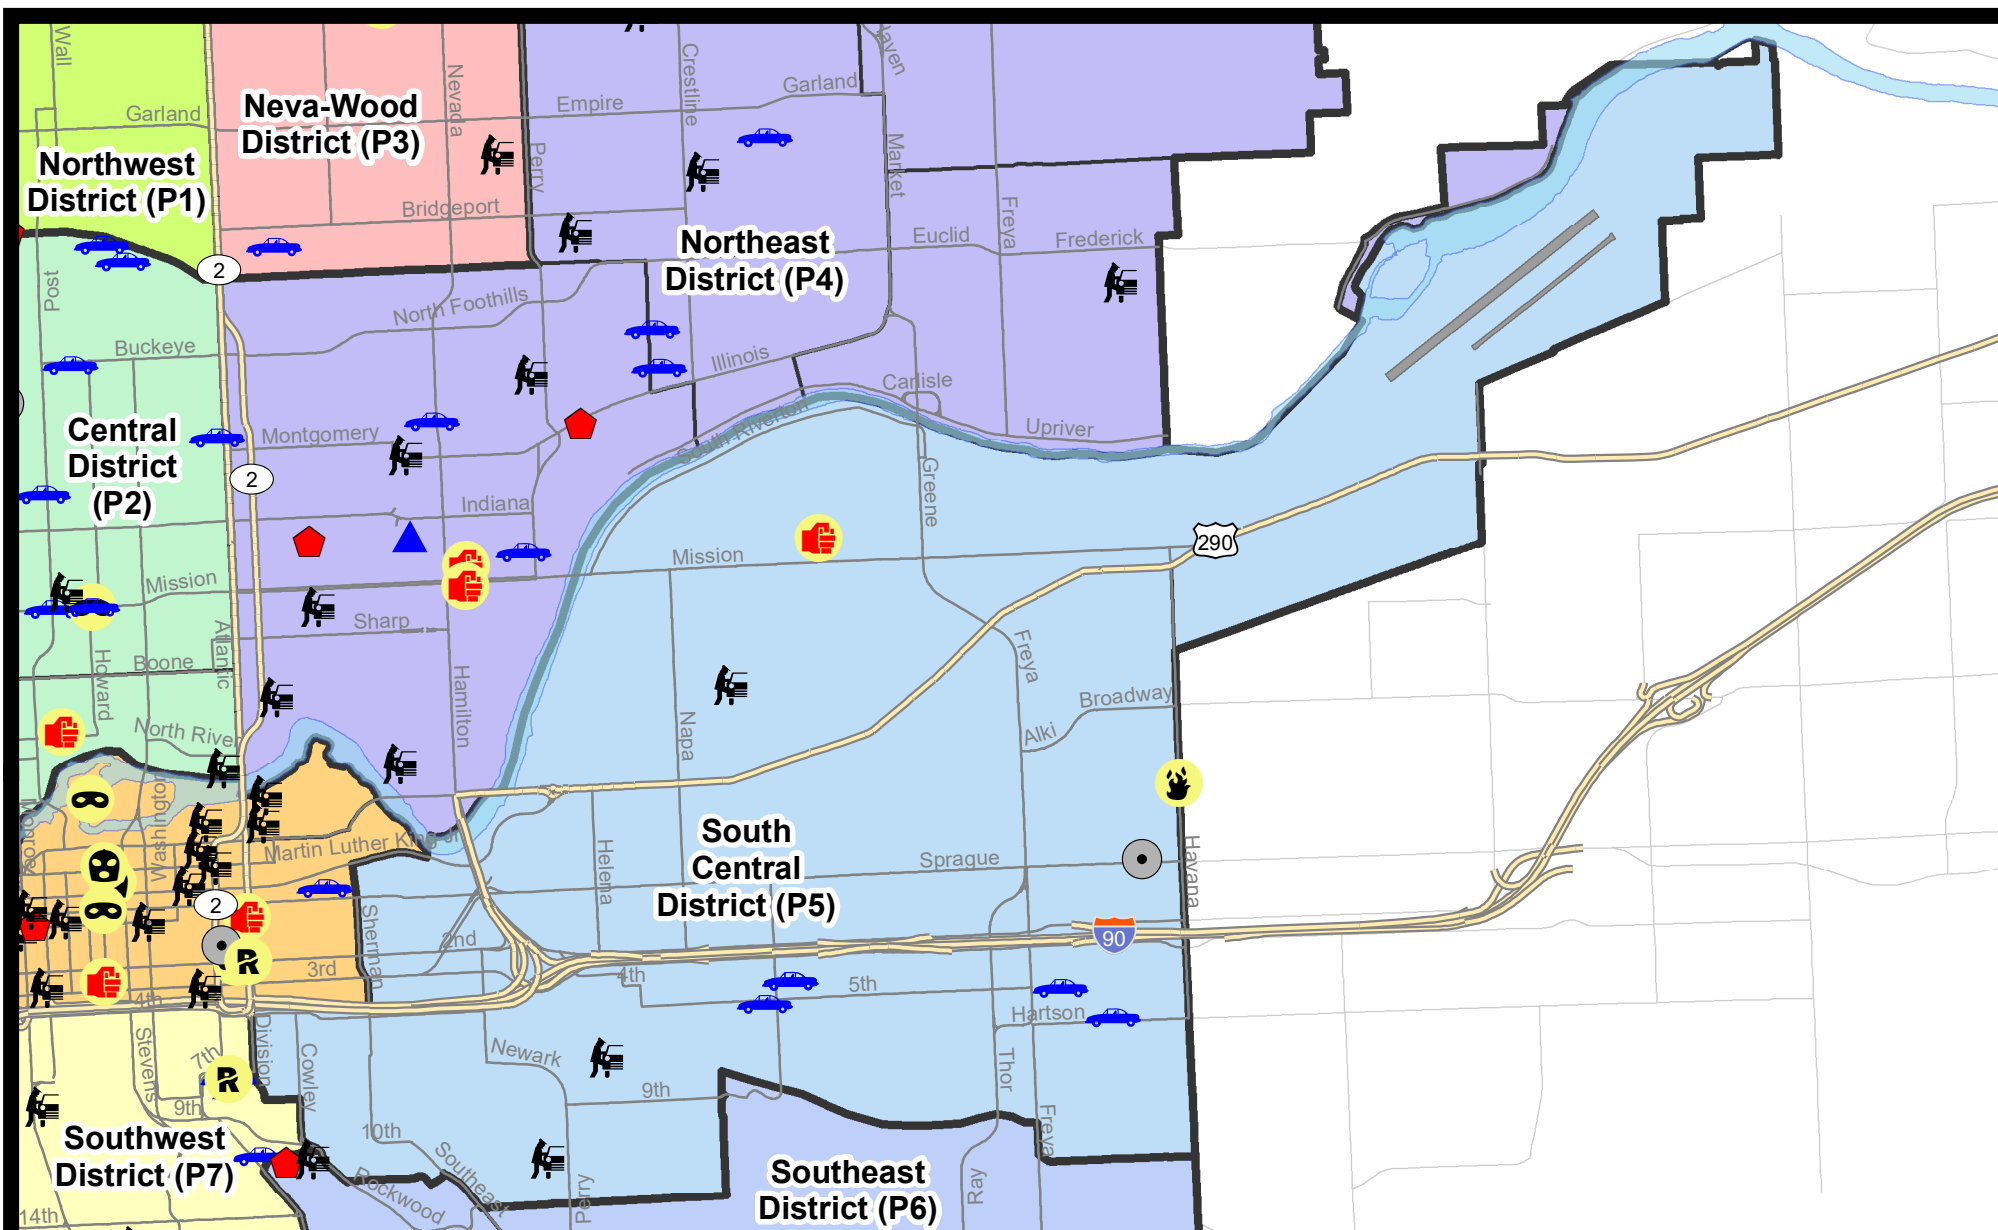 Wall
Garland
Neva-Wood
District (P3)
Nevada
Crestline
Empire
Garland
Haven
Northwest
District (P1)
Perry
Market
Bridgeport
Freya
Euclid
Frederick
Northeast
District (P4)
2
Post
North Foothills
Buckeye
Illinois
Carlisle
Central
District
(P2)
Montgomery
South Riverton
Upriver
2
Greene
Indiana
Mission
290
Mission
Sharp
Atlantic
Boone
Howard
Hamilton
Freya
Broadway
Napa
North River
Alki
Washington
Monroe
Martin Luther King Jr
South
Central
District (P5)
Helena
Sprague
Havana
2
Sherman
2nd
90
R
3rd
4th
4th
5th
Hartson
Division
Stevens
7th
R
Cowley
Newark
Thor
9th
9th
Freya
10th
Southwest
District (P7)
Southeast
Rockwood
Perry
Southeast
District (P6)
Ray
14th